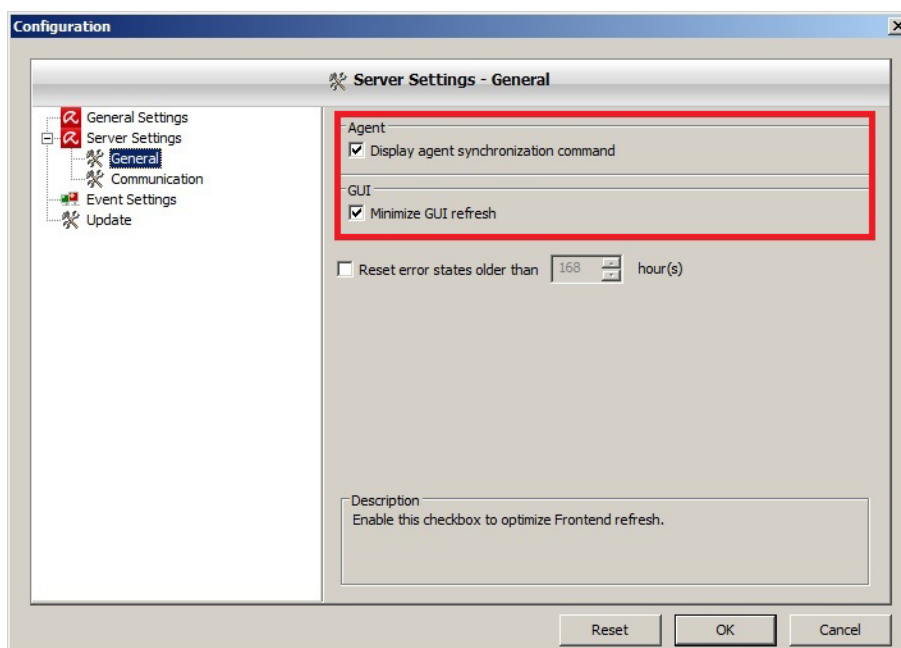 Configuration
Server Settings - General
General Settings
Server Settings
General
Communication
Event Settings
Update
Agent
Display agent synchronization command
GUI
Minimize GUI refresh
Reset error states older than 168 hour(s)
Description
Enable this checkbox to optimize Frontend refresh.
Reset OK Cancel